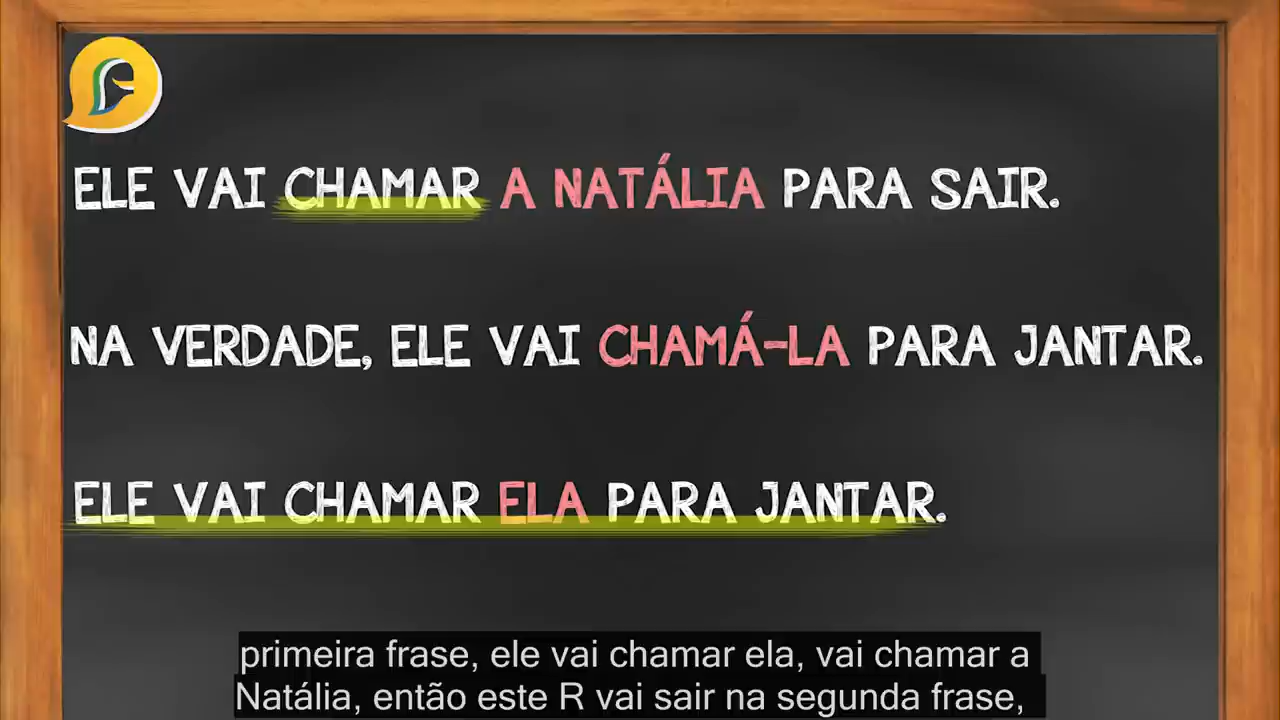 ELE VAI CHAMAR A NATÁLIA PARA SAIR.
NA VERDADE, ELE VAI CHAMÁ-LA PARA JANTAR.
ELE VAI CHAMAR ELA PARA JANTAR.
primeira frase, ele vai chamar ela, vai chamar a
Natália, então este R vai sair na segunda frase,